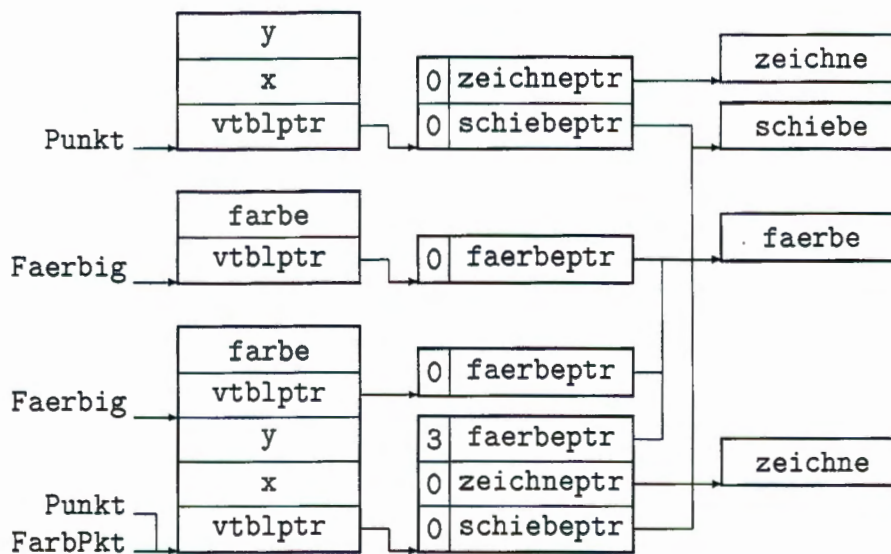 y
x
vtblptr
Punkt
0 zeichneptr
0 schiebeptr
zeichne
schiebe
farbe
vtblptr
Faerbig
0 faerbeptr
faerbe
farbe
vtblptr
Faerbig
y
x
Punkt
vtblptr
FarbPkt
0 faerbeptr
3 faerbeptr
0 zeichneptr
0 schiebeptr
zeichne